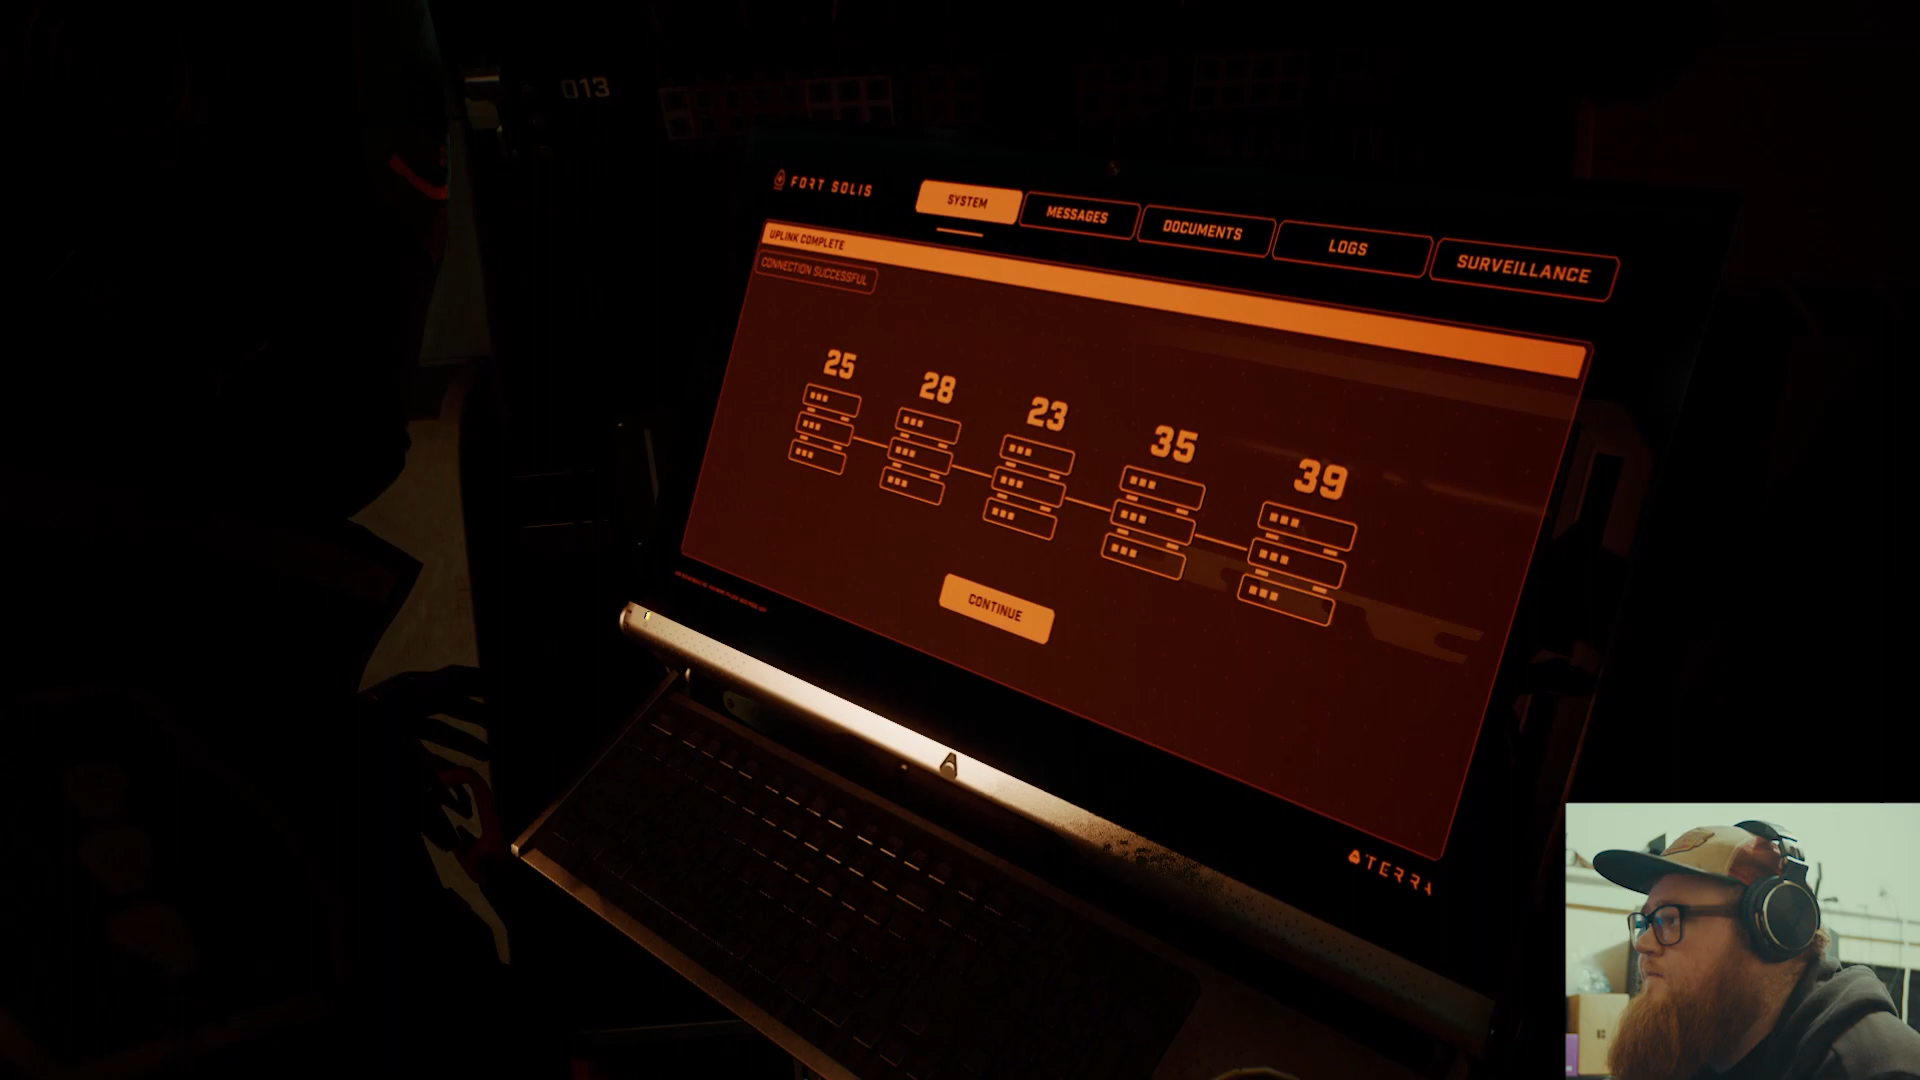 013
FORT SOLIS
SYSTEM
MESSAGES
DOCUMENTS
LOGS
SURVEILLANCE
UPLINK COMPLETE
CONNECTION SUCCESSFUL
25
28
23
35
39
CONTINUE
TERRA